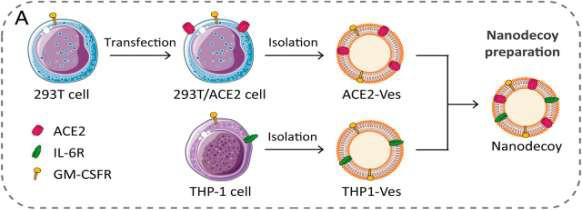 A
Transfection
Isolation
Nanodecoy
preparation
293T cell
293T/ACE2 cell
ACE2-Ves
ACE2
IL-6R
GM-CSFR
Isolation
THP-1 cell
THP1-Ves
Nanodecoy